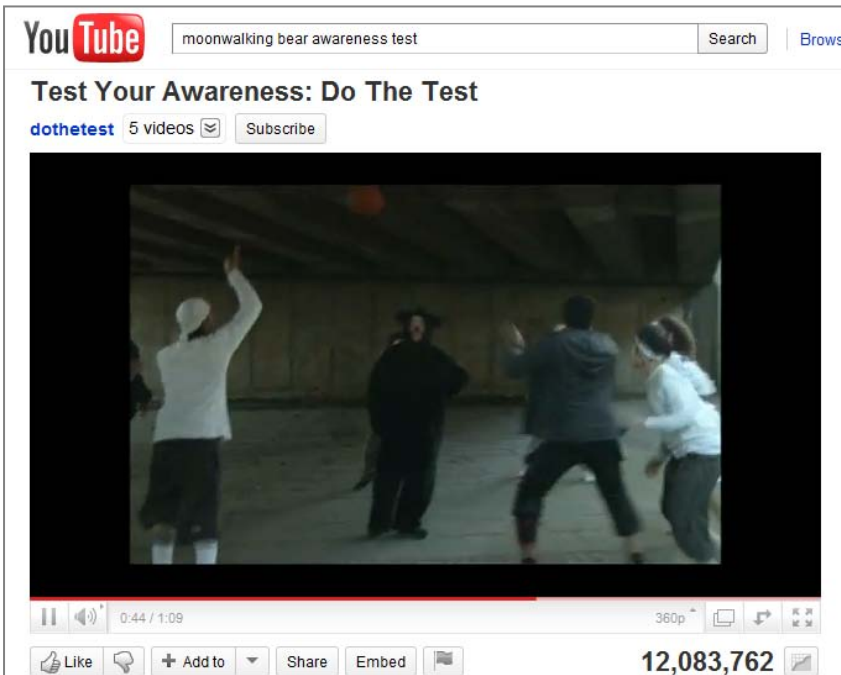 YouTube moonwalking bear awareness test Search Brows
Test Your Awareness: Do The Test
dothetest 5 videos Subscribe
0:44 / 1:09 360p
Like Add to Share Embed 12,083,762